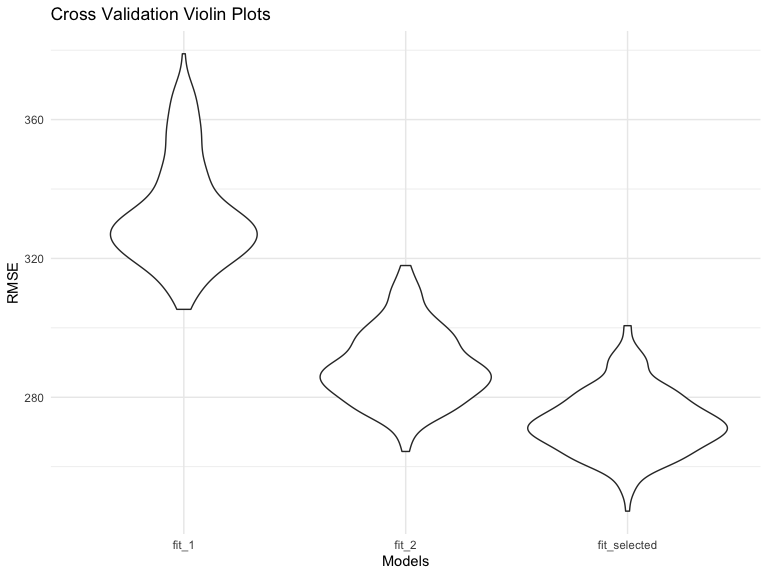 Cross Validation Violin Plots
360
320
280
RMSE
fit_1 fit_2 fit_selected
Models